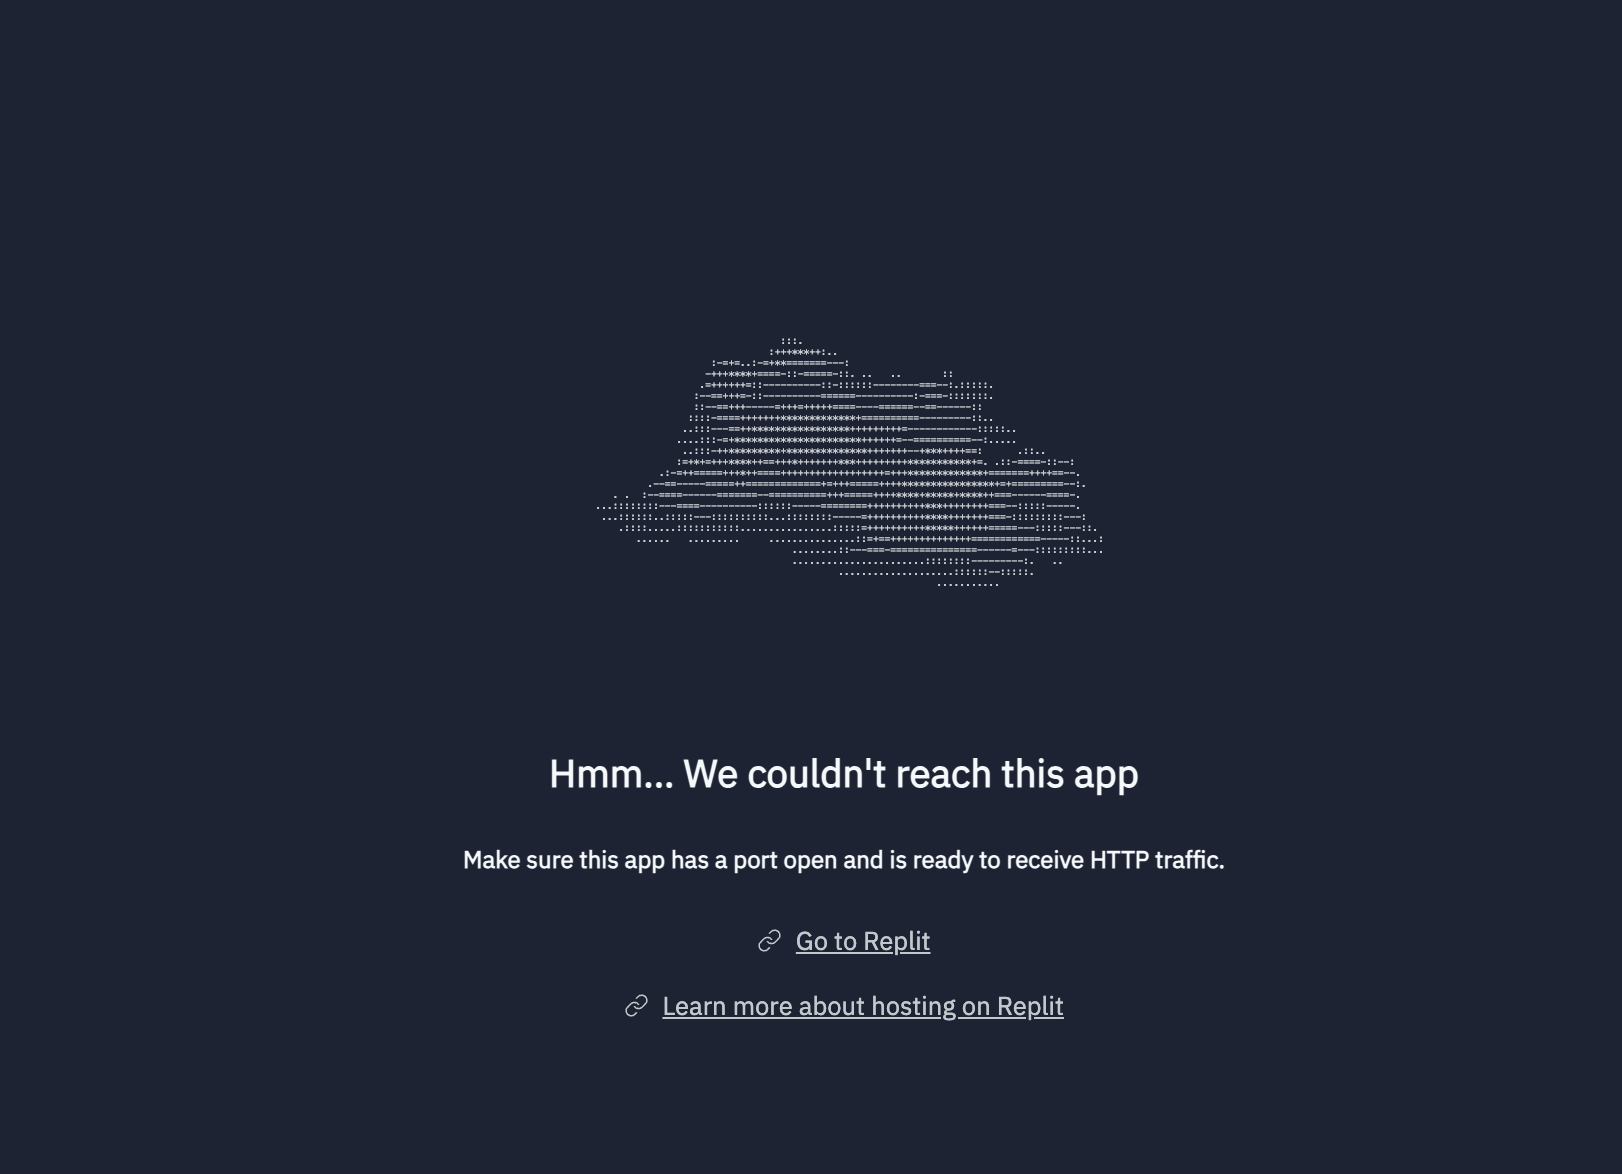 Hmm... We couldn't reach this app
Make sure this app has a port open and is ready to receive HTTP traffic.
Go to Replit
Learn more about hosting on Replit